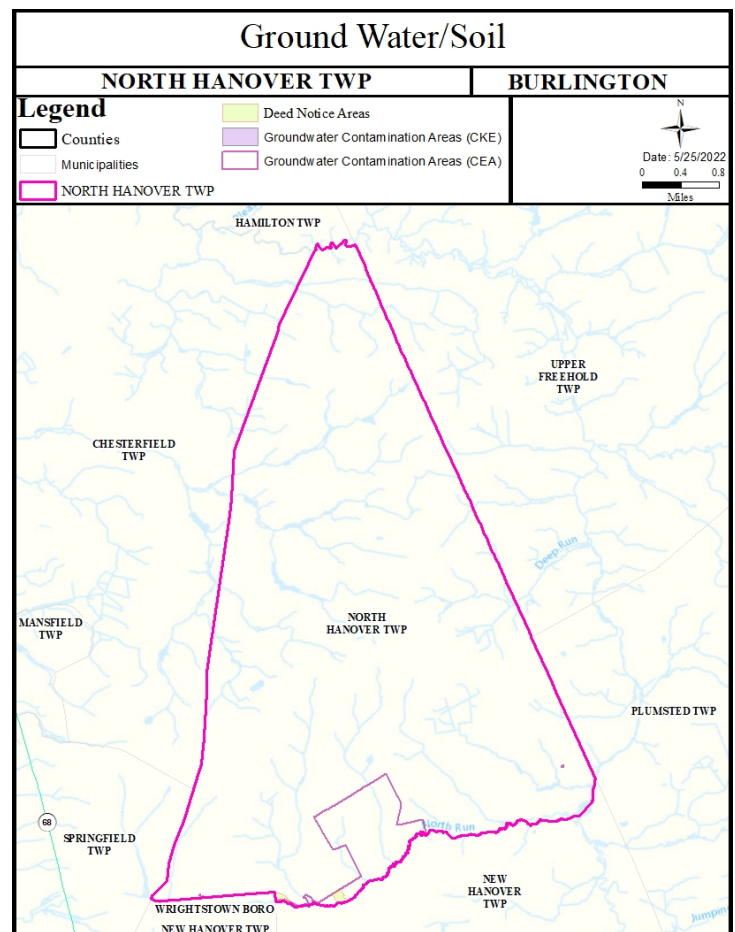 Ground Water/Soil
NORTH HANOVER TWP
BURLINGTON
Legend
Counties
Municipalities
NORTH HANOVER TWP
Deed Notice Areas
Groundwater Contamination Areas (CKE)
Groundwater Contamination Areas (CEA)
N
Date: 5/25/2022
0 0.4 0.8
Miles
HAMILTON TWP
UPPER
FREEHOLD
TWP
CHESTERFIELD
TWP
Deep Run
MANSFIELD
TWP
NORTH
HANOVER TWP
PLUMSTED TWP
68
North Run
SPRINGFIELD
TWP
NEW
HANOVER
TWP
WRIGHTSTOWN BORO
Jumping
NEW HANOVER TWP